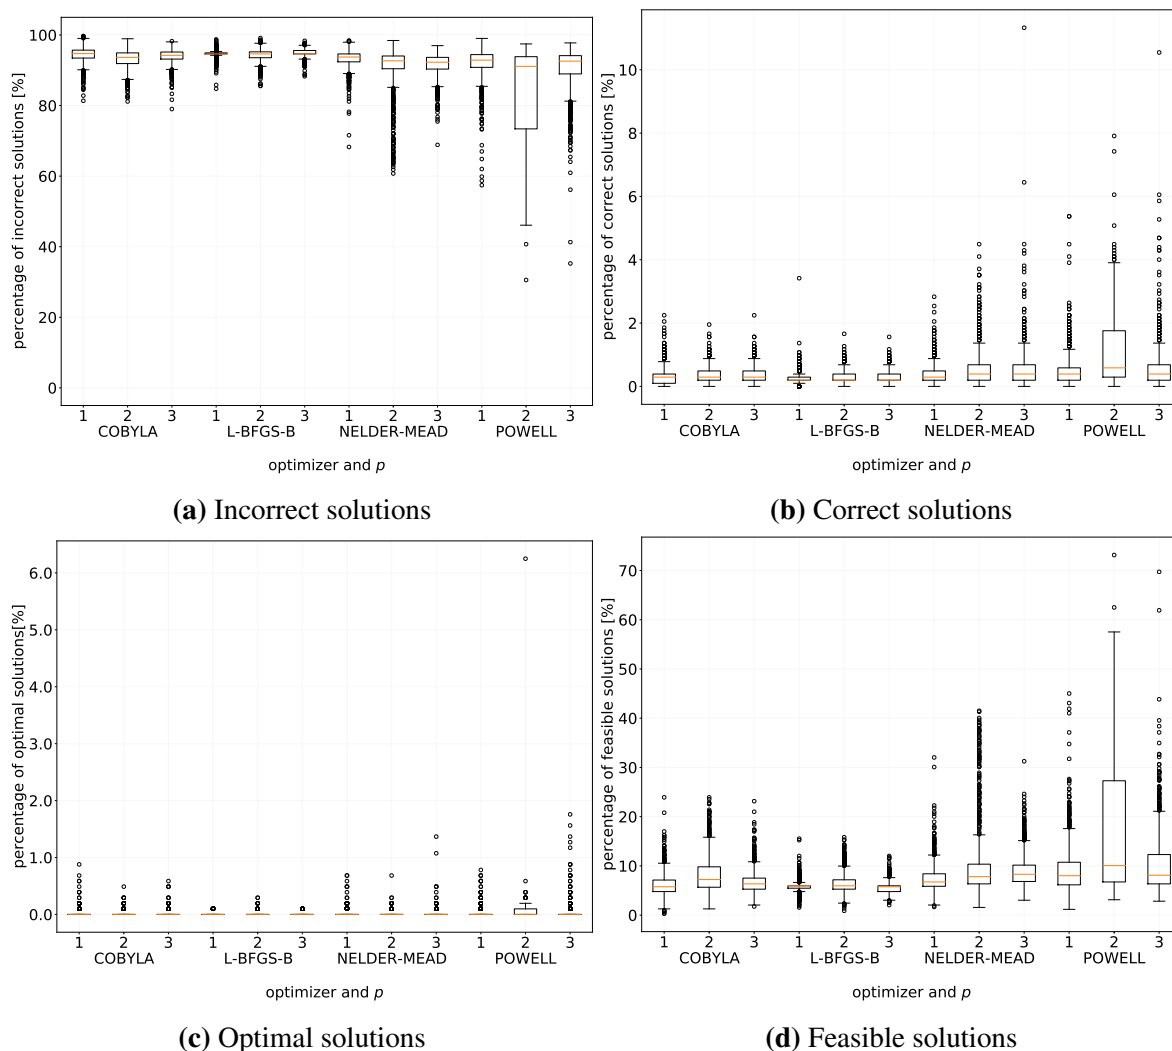 percentage of incorrect solutions [%]
100
80
60
40
20
0
1 2 3 1 2 3 1 2 3 1 2 3
COBYLA L-BFGS-B NELDER-MEAD POWELL
optimizer and p
(a) Incorrect solutions
percentage of correct solutions [%]
10
8
6
4
2
0
1 2 3 1 2 3 1 2 3 1 2 3
COBYLA L-BFGS-B NELDER-MEAD POWELL
optimizer and p
(b) Correct solutions
percentage of optimal solutions[%]
6.0
5.0
4.0
3.0
2.0
1.0
0.0
1 2 3 1 2 3 1 2 3 1 2 3
COBYLA L-BFGS-B NELDER-MEAD POWELL
optimizer and p
(c) Optimal solutions
percentage of feasible solutions [%]
70
60
50
40
30
20
10
0
1 2 3 1 2 3 1 2 3 1 2 3
COBYLA L-BFGS-B NELDER-MEAD POWELL
optimizer and p
(d) Feasible solutions